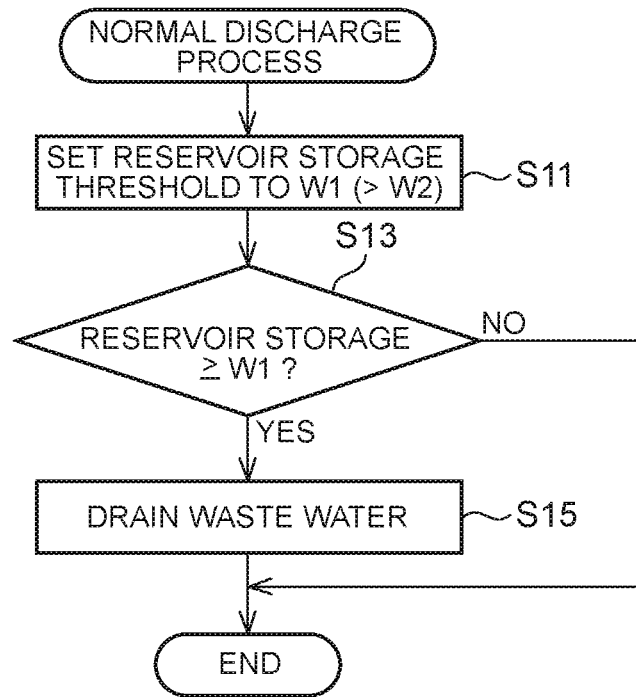 NORMAL DISCHARGE
PROCESS
SET RESERVOIR STORAGE
THRESHOLD TO W1 (> W2)
S11
S13
RESERVOIR STORAGE
≥ W1 ?
NO
YES
DRAIN WASTE WATER
S15
END